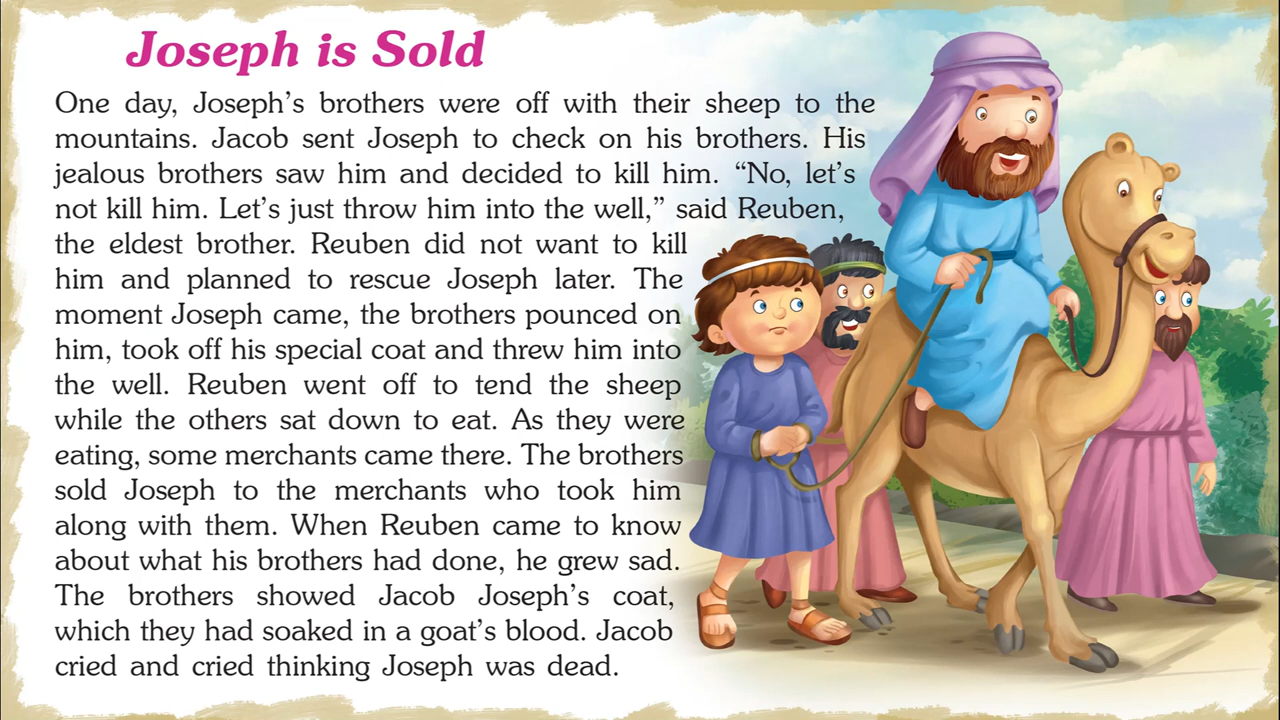 Joseph is Sold
One day, Joseph’s brothers were off with their sheep to the
mountains. Jacob sent Joseph to check on his brothers. His
jealous brothers saw him and decided to kill him. “No, let’s
not kill him. Let’s just throw him into the well,” said Reuben,
the eldest brother. Reuben did not want to kill
him and planned to rescue Joseph later. The
moment Joseph came, the brothers pounced on
him, took off his special coat and threw him into
the well. Reuben went off to tend the sheep
while the others sat down to eat. As they were
eating, some merchants came there. The brothers
sold Joseph to the merchants who took him
along with them. When Reuben came to know
about what his brothers had done, he grew sad.
The brothers showed Jacob Joseph’s coat,
which they had soaked in a goat’s blood. Jacob
cried and cried thinking Joseph was dead.